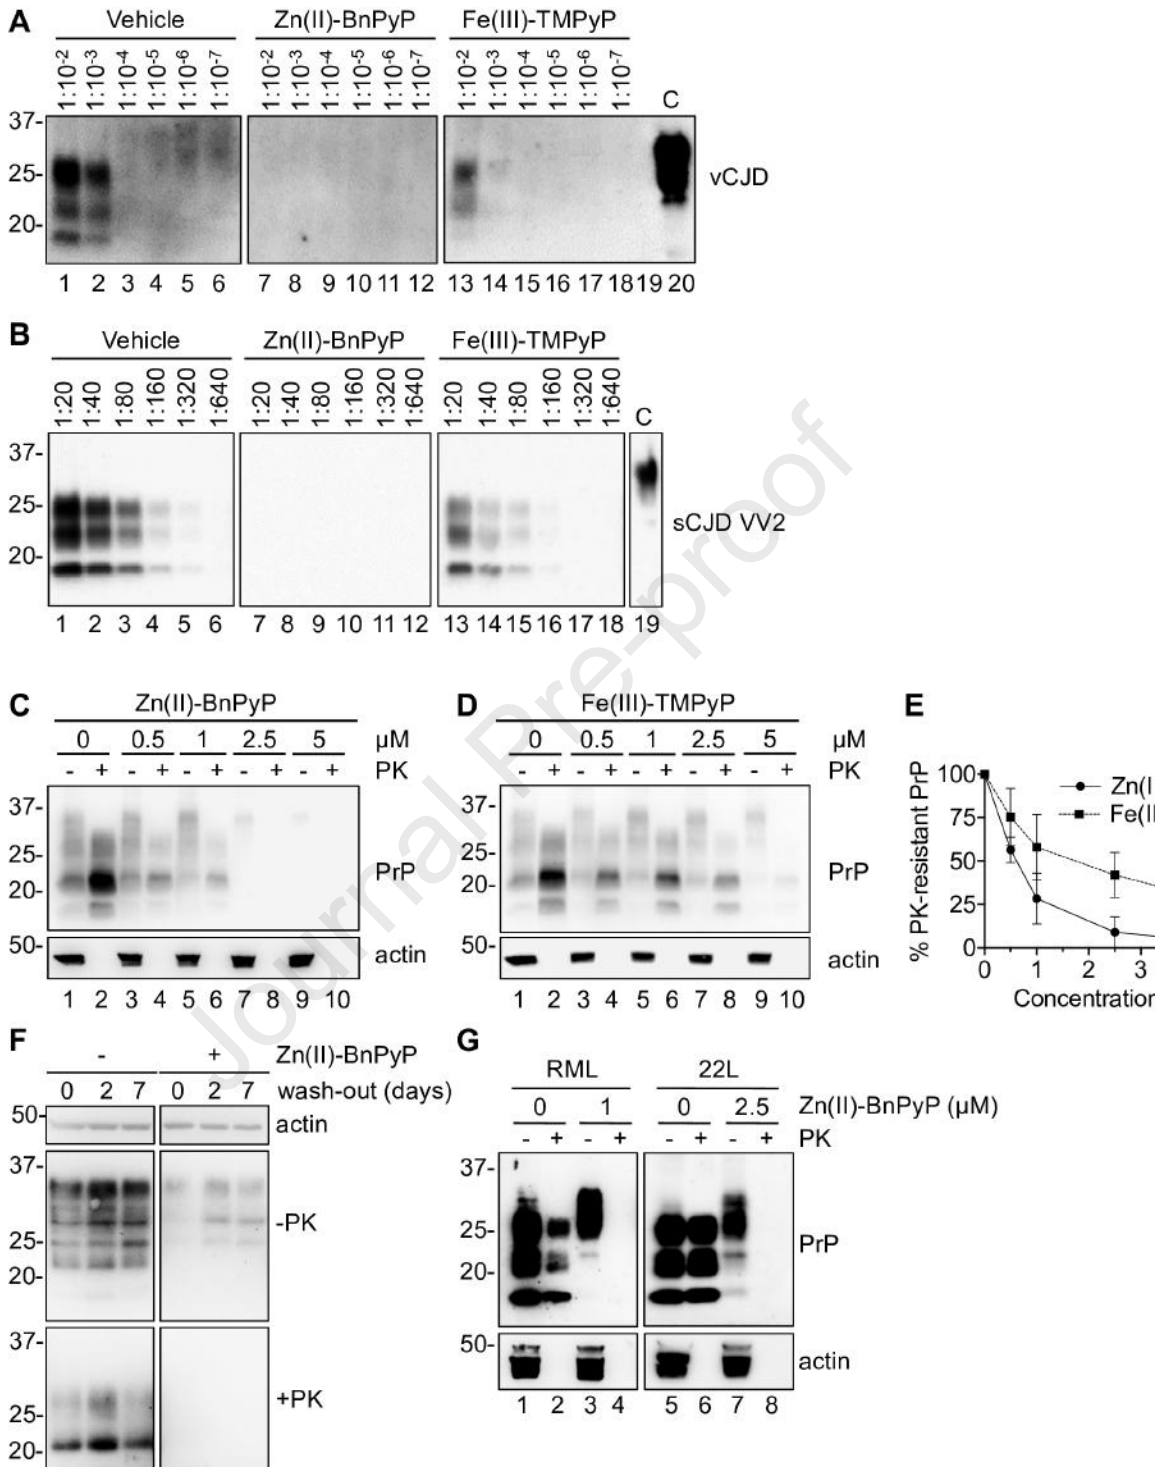 A
Vehicle Zn(II)-BnPyP Fe(III)-TMPyP
1:10-2 1:10-3 1:10-4 1:10-5 1:10-6 1:10-7 1:10-2 1:10-3 1:10-4 1:10-5 1:10-6 1:10-7 1:10-2 1:10-3 1:10-4 1:10-5 1:10-6 1:10-7 C
37-
25-
20-
vCJD
1 2 3 4 5 6 7 8 9 10 11 12 13 14 15 16 17 18 19 20
B
Vehicle Zn(II)-BnPyP Fe(III)-TMPyP
1:20 1:40 1:80 1:160 1:320 1:640 1:20 1:40 1:80 1:160 1:320 1:640 1:20 1:40 1:80 1:160 1:320 1:640 C
37-
25-
20-
sCJD VV2
1 2 3 4 5 6 7 8 9 10 11 12 13 14 15 16 17 18 19
C
Zn(II)-BnPyP
0 0.5 1 2.5 5 µM
- + - + - + - + - + PK
37-
25-
20-
PrP
50-
actin
1 2 3 4 5 6 7 8 9 10
D
Fe(III)-TMPyP
0 0.5 1 2.5 5 µM
- + - + - + - + - + PK
37-
25-
20-
PrP
50-
actin
1 2 3 4 5 6 7 8 9 10
E
% PK-resistant PrP
100
75
50
25
0
Zn(I
Fe(II
0 1 2 3
Concentration
F
- + Zn(II)-BnPyP
0 2 7 0 2 7 wash-out (days)
50-
actin
37-
25-
20-
-PK
37-
25-
20-
+PK
G
RML 22L
0 1 0 2.5 Zn(II)-BnPyP (µM)
- + - + - + - + PK
37-
25-
20-
PrP
50-
actin
1 2 3 4 5 6 7 8
Journal Pre-proof